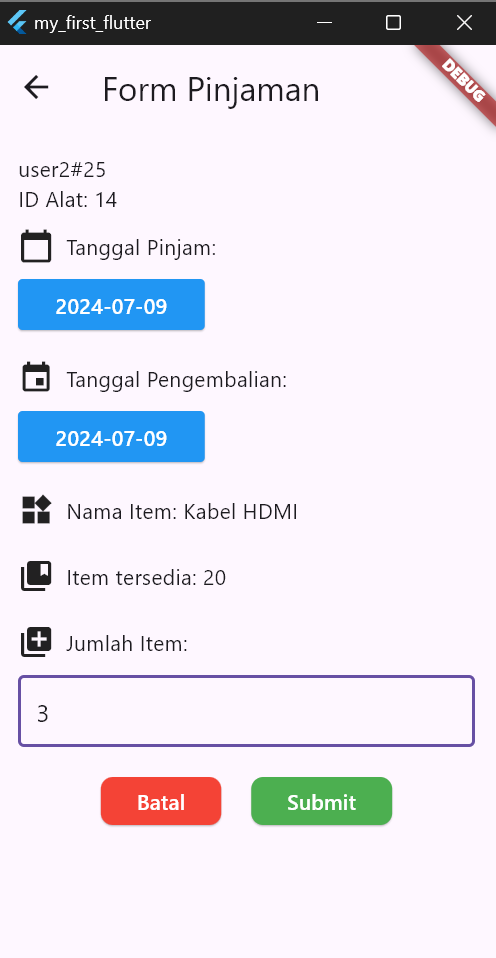 my_first_flutter
DEBUG
Form Pinjaman
user2#25
ID Alat: 14
Tanggal Pinjam:
2024-07-09
Tanggal Pengembalian:
2024-07-09
Nama Item: Kabel HDMI
Item tersedia: 20
Jumlah Item:
3
Batal Submit